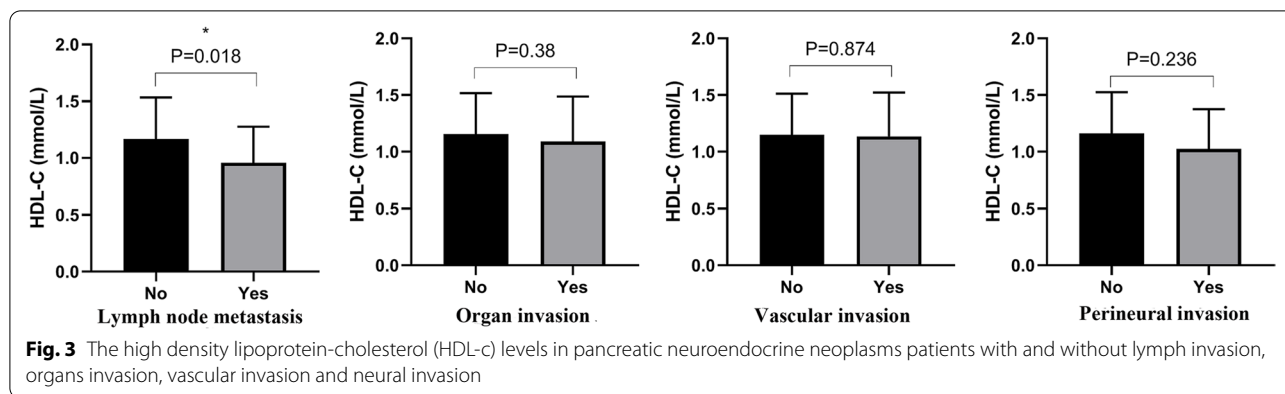 *
P=0.018
HDL-C (mmol/L)
2.0
1.5
1.0
0.5
0.0
No Yes
Lymph node metastasis
P=0.38
HDL-C (mmol/L)
2.0
1.5
1.0
0.5
0.0
No Yes
Organ invasion
P=0.874
HDL-C (mmol/L)
2.0
1.5
1.0
0.5
0.0
No Yes
Vascular invasion
P=0.236
HDL-C (mmol/L)
2.0
1.5
1.0
0.5
0.0
No Yes
Perineural invasion
Fig. 3 The high density lipoprotein-cholesterol (HDL-c) levels in pancreatic neuroendocrine neoplasms patients with and without lymph invasion,
organs invasion, vascular invasion and neural invasion